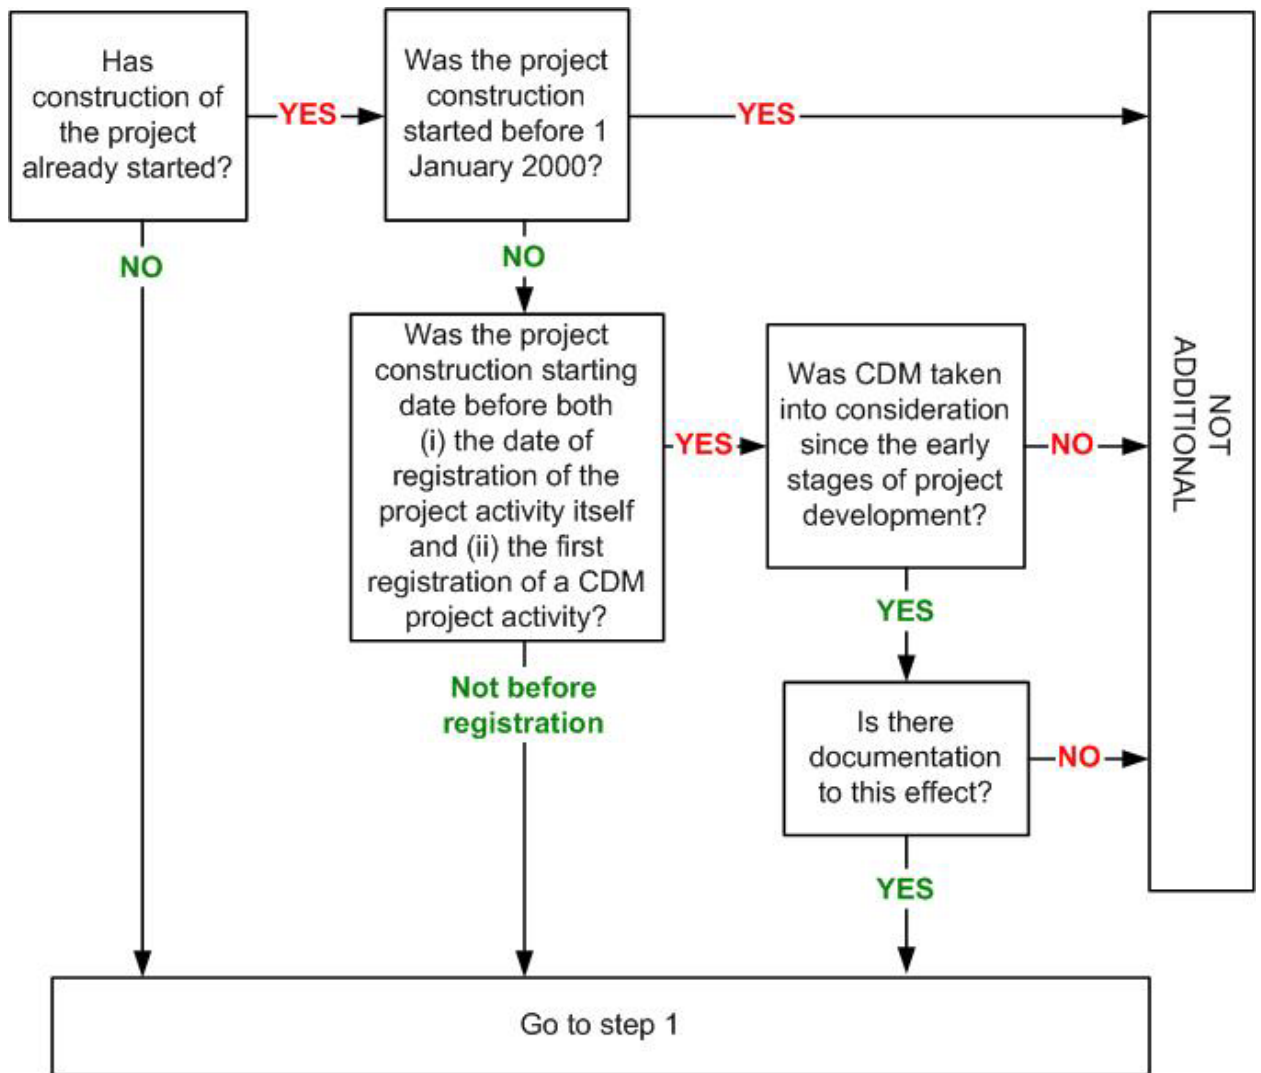 Has
construction of
the project
already started?
YES
Was the project
construction
started before 1
January 2000?
YES
NO
NO
Was the project
construction starting
date before both
(i) the date of
registration of the
project activity itself
and (ii) the first
registration of a CDM
project activity?
YES
Was CDM taken
into consideration
since the early
stages of project
development?
NO
NOT
ADDITIONAL
YES
Not before
registration
Is there
documentation
to this effect?
NO
YES
Go to step 1